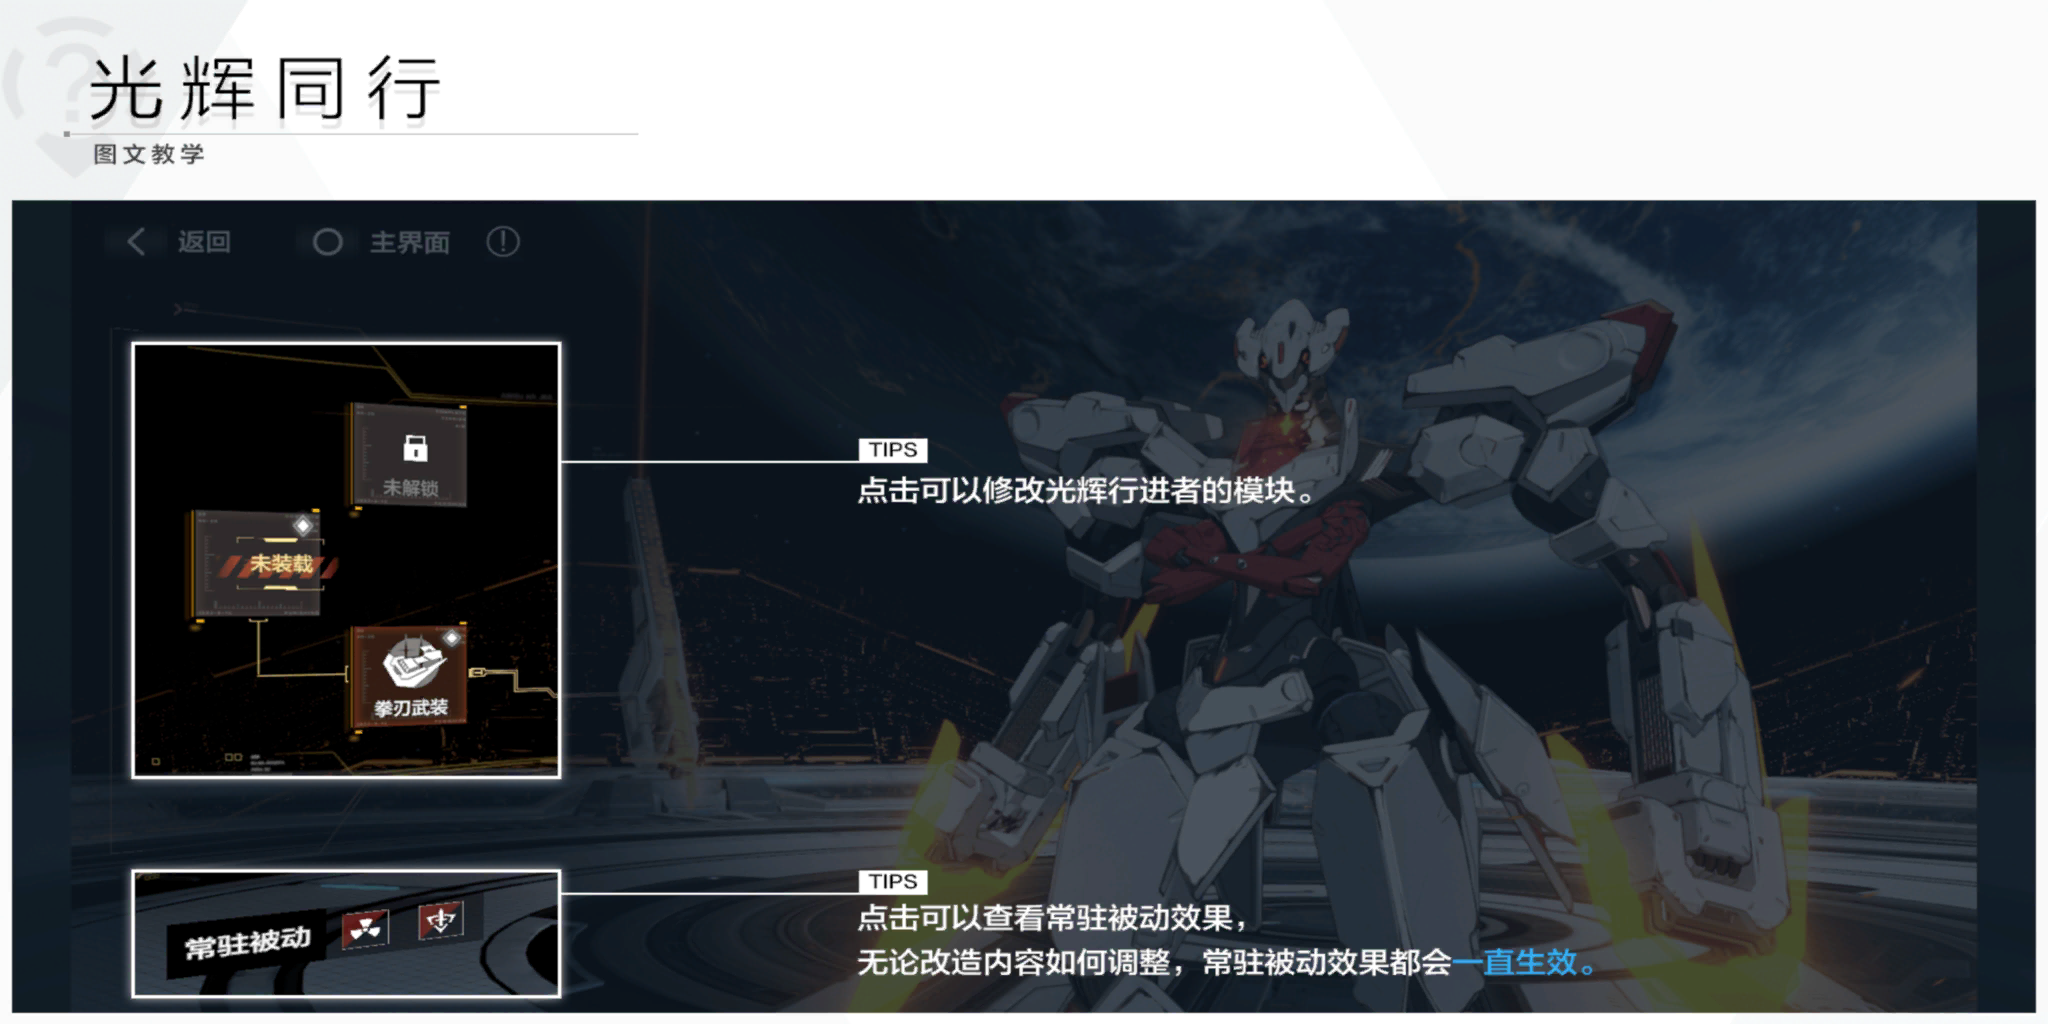 光辉同行
图文教学
返回
主界面
未解锁
TIPS
点击可以修改光辉行进者的模块。
未装载
拳刃武装
TIPS
点击可以查看常驻被动效果，
常驻被动
无论改造内容如何调整，常驻被动效果都会一直生效。